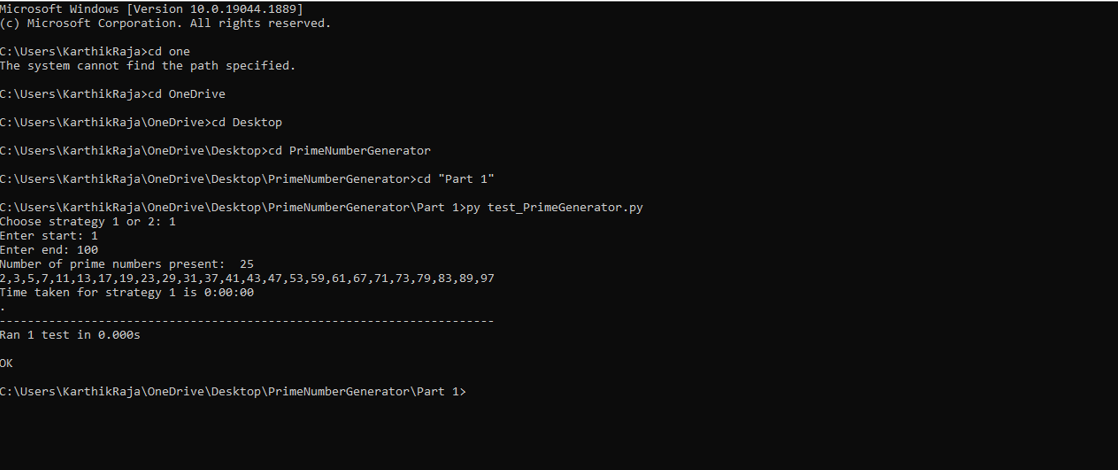 Microsoft Windows [Version 10.0.19044.1889]
(c) Microsoft Corporation. All rights reserved.
C:\Users\KarthikRaja>cd one
The system cannot find the path specified.
C:\Users\KarthikRaja>cd OneDrive
C:\Users\KarthikRaja\OneDrive>cd Desktop
C:\Users\KarthikRaja\OneDrive\Desktop>cd PrimeNumberGenerator
C:\Users\KarthikRaja\OneDrive\Desktop\PrimeNumberGenerator>cd "Part 1"
C:\Users\KarthikRaja\OneDrive\Desktop\PrimeNumberGenerator\Part 1>py test_PrimeGenerator.py
Choose strategy 1 or 2: 1
Enter start: 1
Enter end: 100
Number of prime numbers present:  25
2,3,5,7,11,13,17,19,23,29,31,37,41,43,47,53,59,61,67,71,73,79,83,89,97
Time taken for strategy 1 is 0:00:00
.
----------------------------------------------------------------------
Ran 1 test in 0.000s
OK
C:\Users\KarthikRaja\OneDrive\Desktop\PrimeNumberGenerator\Part 1>